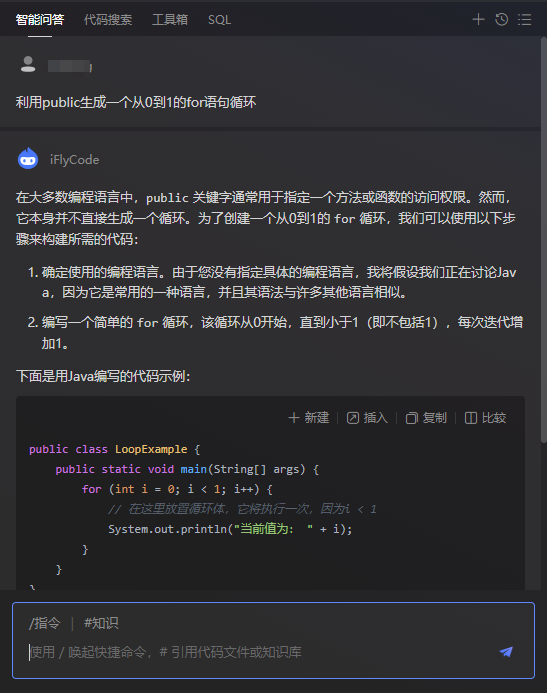 智能问答 代码搜索 工具箱 SQL
利用public生成一个从0到1的for语句循环
iFlyCode
在大多数编程语言中，public 关键字通常用于指定一个方法或函数的访问权限。然而，
它本身并不直接生成一个循环。为了创建一个从0到1的 for 循环，我们可以使用以下步
骤来构建所需的代码：
1. 确定使用的编程语言。由于您没有指定具体的编程语言，我将假设我们正在讨论Jav
a，因为它是常用的一种语言，并且其语法与许多其他语言相似。
2. 编写一个简单的 for 循环，该循环从0开始，直到小于1（即不包括1），每次迭代增
加1。
下面是用Java编写的代码示例：
新建 插入 复制 比较
public class LoopExample {
public static void main(String[] args) {
for (int i = 0; i < 1; i++) {
// 在这里放置循环体，它将执行一次，因为i < 1
System.out.println("当前值为： " + i);
}
}
}
/指令 | #知识
使用 / 唤起快捷命令，# 引用代码文件或知识库